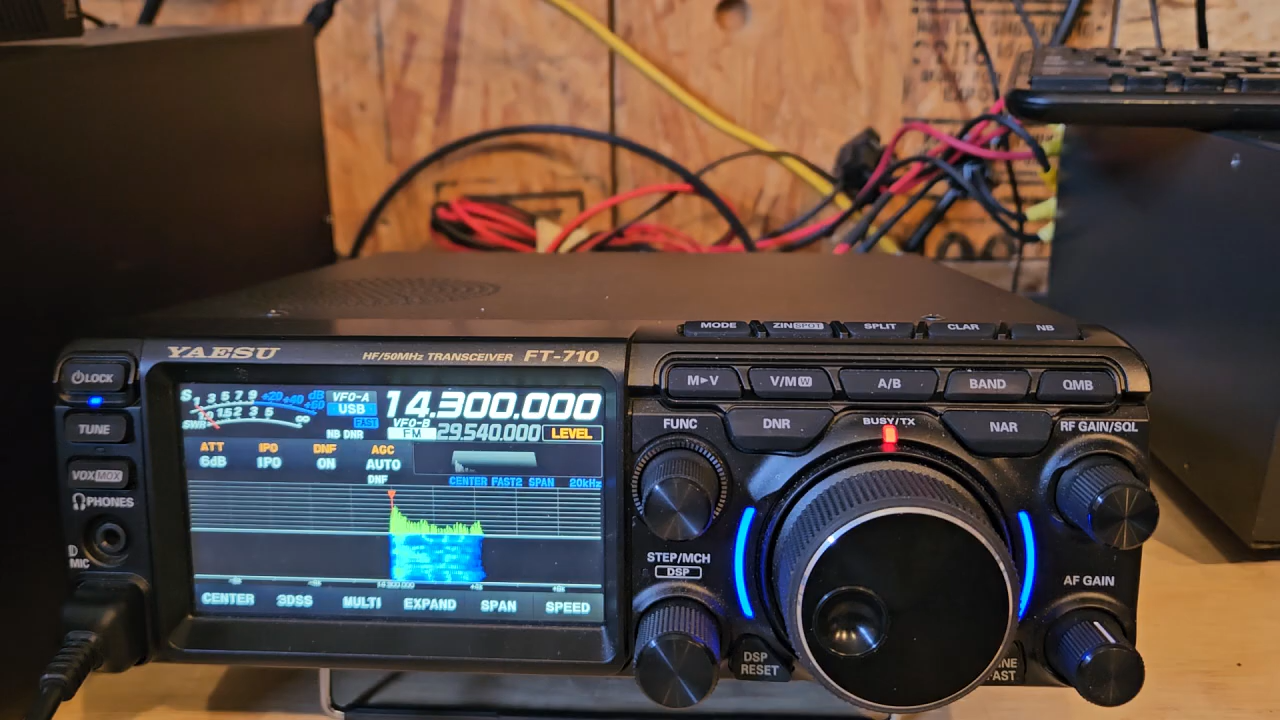 MODE ZIN SPOT SPLIT CLAR NB
YAESU HF/50MHz TRANSCEIVER FT-710
LOCK
M►V V/M W A/B BAND QMB
TUNE
VOX MOX
PHONES
MIC
S 1 3 5 7 9 +20 +40 +60 dB
SWR
VFO-A
USB
FAST
14.300.000
NB DNR
VFO-B
FM
29.540.000
LEVEL
ATT IPO DNF AGC
6dB IPO ON AUTO
DNF
CENTER FAST2 SPAN 20kHz
CENTER 3DSS MULTI EXPAND SPAN SPEED
FUNC
DNR
BUSY/TX
NAR
RF GAIN/SQL
STEP/MCH
DSP
AF GAIN
DSP
RESET